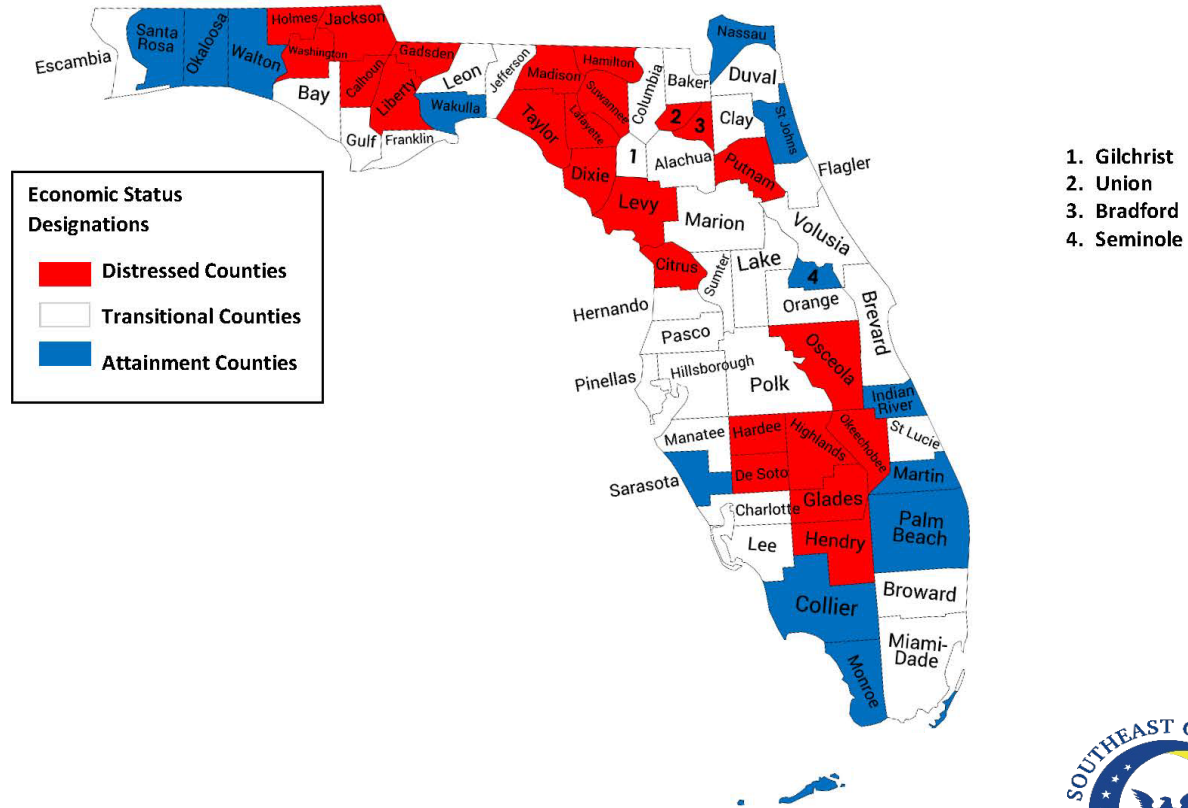 Escambia
Santa
Rosa
Okaloosa
Walton
Holmes
Jackson
Washington
Bay
Calhoun
Gulf
Liberty
Gadsden
Franklin
Leon
Wakulla
Jefferson
Madison
Taylor
Hamilton
Suwannee
Lafayette
Dixie
Columbia
Baker
Nassau
Duval
2
3
Clay
St Johns
1
Alachua
Putnam
Flagler
Levy
Marion
Volusia
Citrus
Sumter
Lake
4
Orange
Brevard
Hernando
Pasco
Pinellas
Hillsborough
Polk
Osceola
Indian
River
Manatee
Hardee
Highlands
Okeechobee
St Lucie
Sarasota
De Soto
Martin
Charlotte
Glades
Palm
Beach
Lee
Hendry
Broward
Collier
Miami-
Dade
Monroe
Economic Status
Designations
Distressed Counties
Transitional Counties
Attainment Counties
1. Gilchrist
2. Union
3. Bradford
4. Seminole
SOUTHEAST